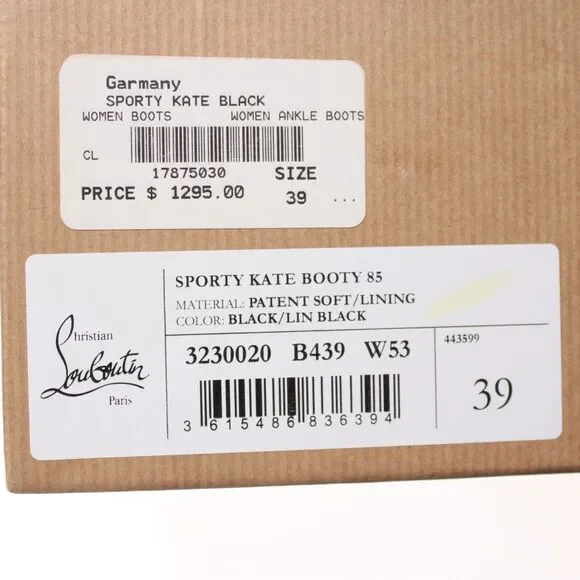 Garmany
SPORTY KATE BLACK
WOMEN BOOTS WOMEN ANKLE BOOTS
CL
17875030 SIZE
PRICE $ 1295.00 39 ...
SPORTY KATE BOOTY 85
MATERIAL: PATENT SOFT/LINING
COLOR: BLACK/LIN BLACK
Christian
Louboutin
Paris
3230020 B439 W53
443599
39
3 615486 836394